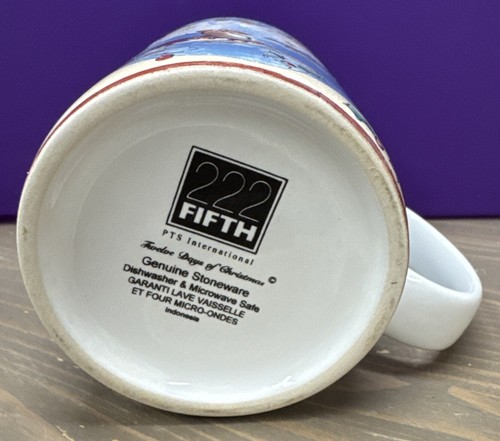 222
FIFTH
PTS International
Twelve Days of Christmas ©
Genuine Stoneware
Dishwasher & Microwave Safe
GARANTI LAVE VAISSELLE
ET FOUR MICRO-ONDES
Indonesia